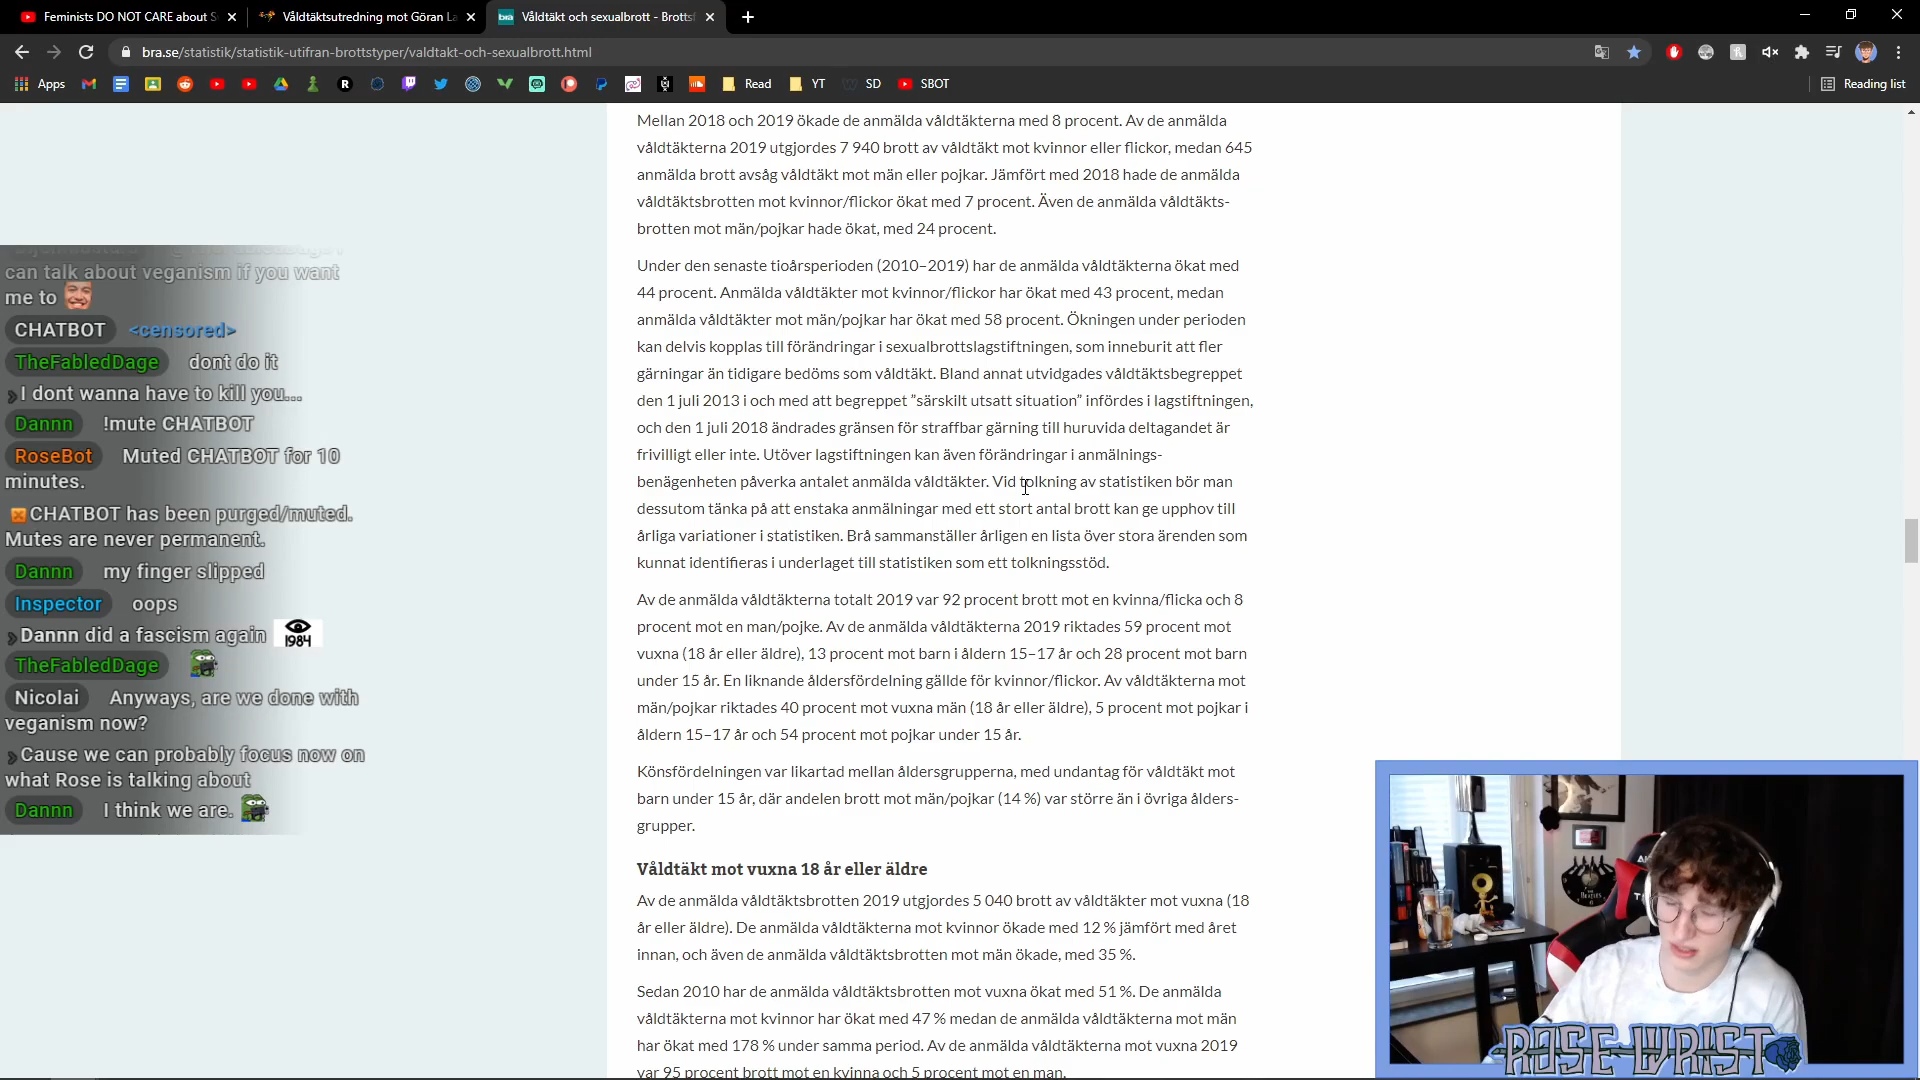 Feminists DO NOT CARE about S
Våldtäktsutredning mot Göran La
Våldtäkt och sexualbrott - Brottsf
bra.se/statistik/statistik-utifran-brottstyper/valdtakt-och-sexualbrott.html
Apps
Read
YT
SD
SBOT
Reading list
can talk about veganism if you want
me to
CHATBOT <censored>
TheFabledDage dont do it
I dont wanna have to kill you...
Dannn !mute CHATBOT
RoseBot Muted CHATBOT for 10
minutes.
CHATBOT has been purged/muted.
Mutes are never permanent.
Dannn my finger slipped
Inspector oops
Dannn did a fascism again 1984
TheFabledDage
Nicolai Anyways, are we done with
veganism now?
Cause we can probably focus now on
what Rose is talking about
Dannn I think we are.
Mellan 2018 och 2019 ökade de anmälda våldtäkterna med 8 procent. Av de anmälda
våldtäkterna 2019 utgjordes 7 940 brott av våldtäkt mot kvinnor eller flickor, medan 645
anmälda brott avsåg våldtäkt mot män eller pojkar. Jämfört med 2018 hade de anmälda
våldtäktsbrotten mot kvinnor/flickor ökat med 7 procent. Även de anmälda våldtäkts-
brotten mot män/pojkar hade ökat, med 24 procent.
Under den senaste tioårsperioden (2010–2019) har de anmälda våldtäkterna ökat med
44 procent. Anmälda våldtäkter mot kvinnor/flickor har ökat med 43 procent, medan
anmälda våldtäkter mot män/pojkar har ökat med 58 procent. Ökningen under perioden
kan delvis kopplas till förändringar i sexualbrottslagstiftningen, som inneburit att fler
gärningar än tidigare bedöms som våldtäkt. Bland annat utvidgades våldtäktsbegreppet
den 1 juli 2013 i och med att begreppet ”särskilt utsatt situation” infördes i lagstiftningen,
och den 1 juli 2018 ändrades gränsen för straffbar gärning till huruvida deltagandet är
frivilligt eller inte. Utöver lagstiftningen kan även förändringar i anmälnings-
benägenheten påverka antalet anmälda våldtäkter. Vid tolkning av statistiken bör man
dessutom tänka på att enstaka anmälningar med ett stort antal brott kan ge upphov till
årliga variationer i statistiken. Brå sammanställer årligen en lista över stora ärenden som
kunnat identifieras i underlaget till statistiken som ett tolkningsstöd.
Av de anmälda våldtäkterna totalt 2019 var 92 procent brott mot en kvinna/flicka och 8
procent mot en man/pojke. Av de anmälda våldtäkterna 2019 riktades 59 procent mot
vuxna (18 år eller äldre), 13 procent mot barn i åldern 15–17 år och 28 procent mot barn
under 15 år. En liknande åldersfördelning gällde för kvinnor/flickor. Av våldtäkterna mot
män/pojkar riktades 40 procent mot vuxna män (18 år eller äldre), 5 procent mot pojkar i
åldern 15–17 år och 54 procent mot pojkar under 15 år.
Könsfördelningen var likartad mellan åldersgrupperna, med undantag för våldtäkt mot
barn under 15 år, där andelen brott mot män/pojkar (14 %) var större än i övriga ålders-
grupper.
Våldtäkt mot vuxna 18 år eller äldre
Av de anmälda våldtäktsbrotten 2019 utgjordes 5 040 brott av våldtäkter mot vuxna (18
år eller äldre). De anmälda våldtäkterna mot kvinnor ökade med 12 % jämfört med året
innan, och även de anmälda våldtäktsbrotten mot män ökade, med 35 %.
Sedan 2010 har de anmälda våldtäktsbrotten mot vuxna ökat med 51 %. De anmälda
våldtäkterna mot kvinnor har ökat med 47 % medan de anmälda våldtäkterna mot män
har ökat med 178 % under samma period. Av de anmälda våldtäkterna mot vuxna 2019
var 95 procent brott mot en kvinna och 5 procent mot en man.
ROSE WRIST